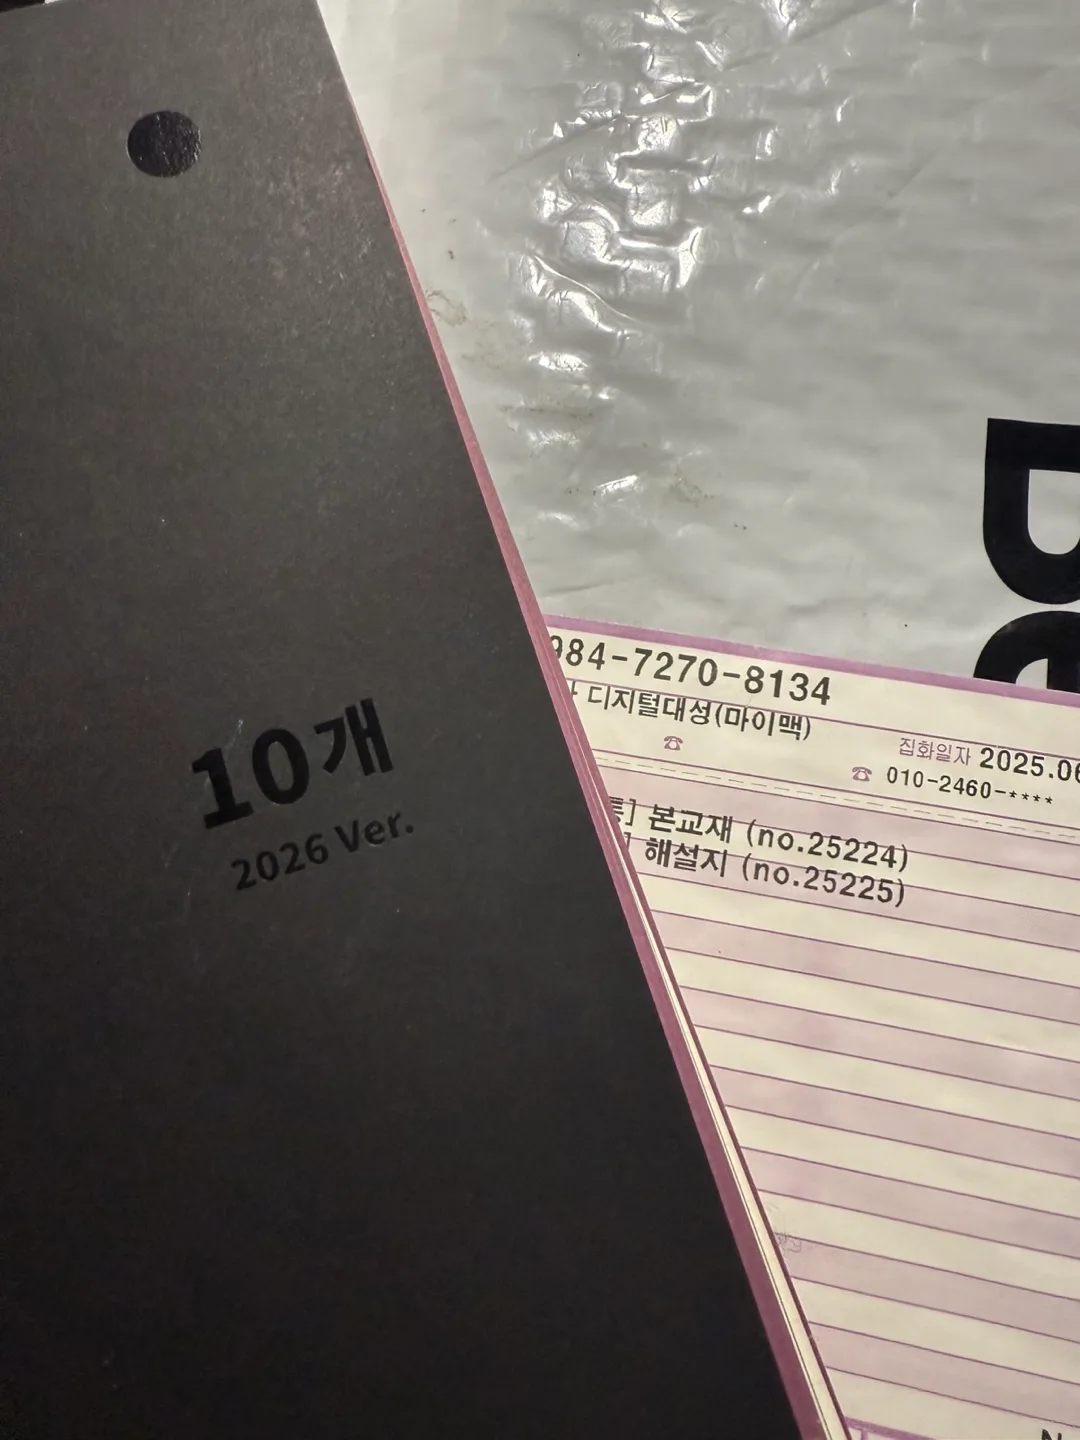 10개
2026 Ver.
984-7270-8134
디지털대성(마이맥)
집화일자 2025.06
☎ 010-2460-****
본교재 (no.25224)
해설지 (no.25225)